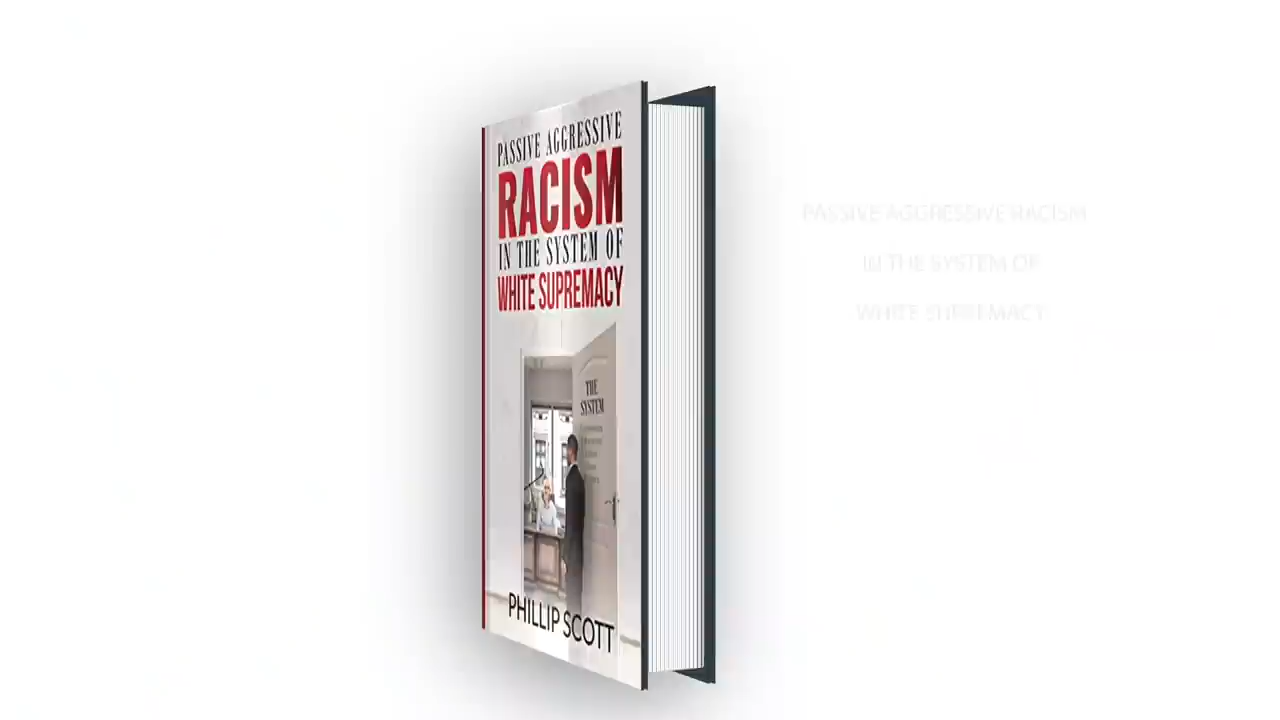 PASSIVE AGGRESSIVE
RACISM
IN THE SYSTEM OF
WHITE SUPREMACY
THE
SYSTEM
PHILLIP SCOTT
PASSIVE AGGRESSIVE RACISM
IN THE SYSTEM OF
WHITE SUPREMACY